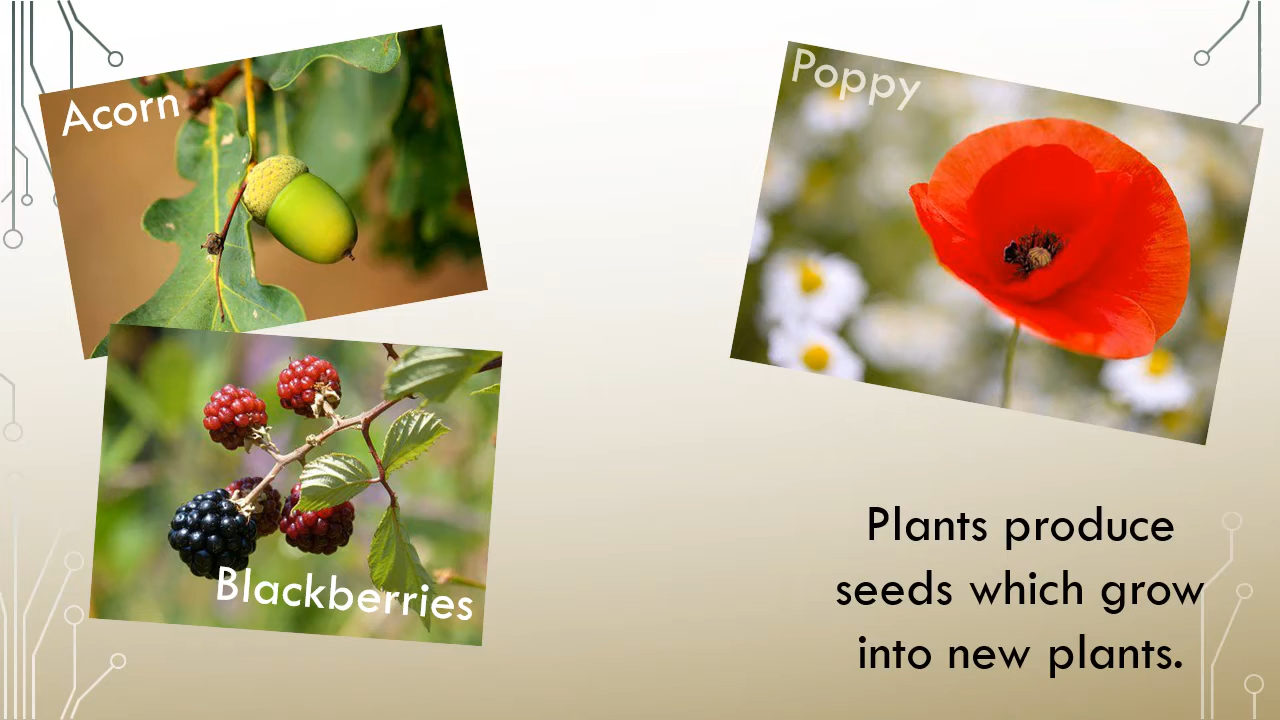 Acorn
Poppy
Blackberries
Plants produce
seeds which grow
into new plants.